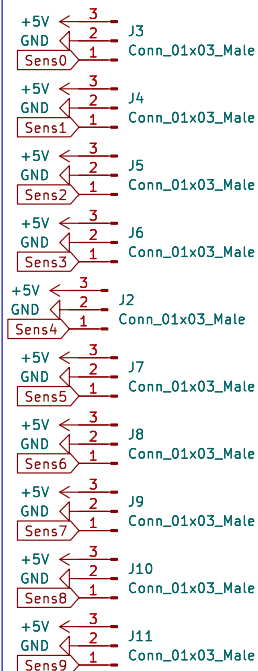 +5V 3
GND 2 J3
Sens0 1 Conn_01x03_Male
+5V 3
GND 2 J4
Sens1 1 Conn_01x03_Male
+5V 3
GND 2 J5
Sens2 1 Conn_01x03_Male
+5V 3
GND 2 J6
Sens3 1 Conn_01x03_Male
+5V 3
GND 2 J2
Sens4 1 Conn_01x03_Male
+5V 3
GND 2 J7
Sens5 1 Conn_01x03_Male
+5V 3
GND 2 J8
Sens6 1 Conn_01x03_Male
+5V 3
GND 2 J9
Sens7 1 Conn_01x03_Male
+5V 3
GND 2 J10
Sens8 1 Conn_01x03_Male
+5V 3
GND 2 J11
Sens9 1 Conn_01x03_Male